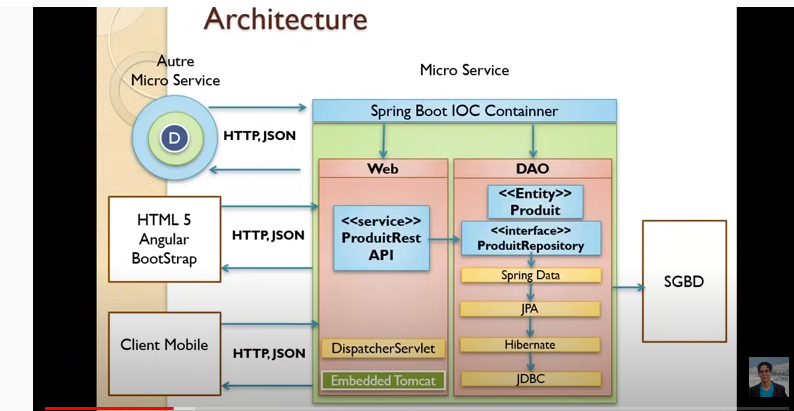 Architecture
Autre
Micro Service
Micro Service
D
HTTP, JSON
Spring Boot IOC Containner
Web
DAO
<<Entity>>
Produit
<<service>>
ProduitRest
API
<<interface>>
ProduitRepository
Spring Data
JPA
Hibernate
JDBC
DispatcherServlet
Embedded Tomcat
HTML 5
Angular
BootStrap
HTTP, JSON
Client Mobile
HTTP, JSON
SGBD